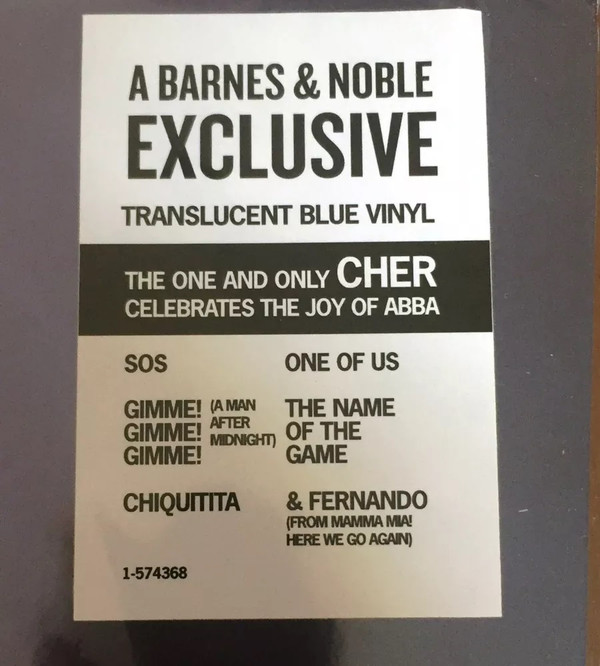 A BARNES & NOBLE
EXCLUSIVE
TRANSLUCENT BLUE VINYL
THE ONE AND ONLY CHER
CELEBRATES THE JOY OF ABBA
SOS
GIMME! (A MAN
GIMME! AFTER
GIMME! MIDNIGHT)
CHIQUITITA
ONE OF US
THE NAME
OF THE
GAME
& FERNANDO
(FROM MAMMA MIA!
HERE WE GO AGAIN)
1-574368